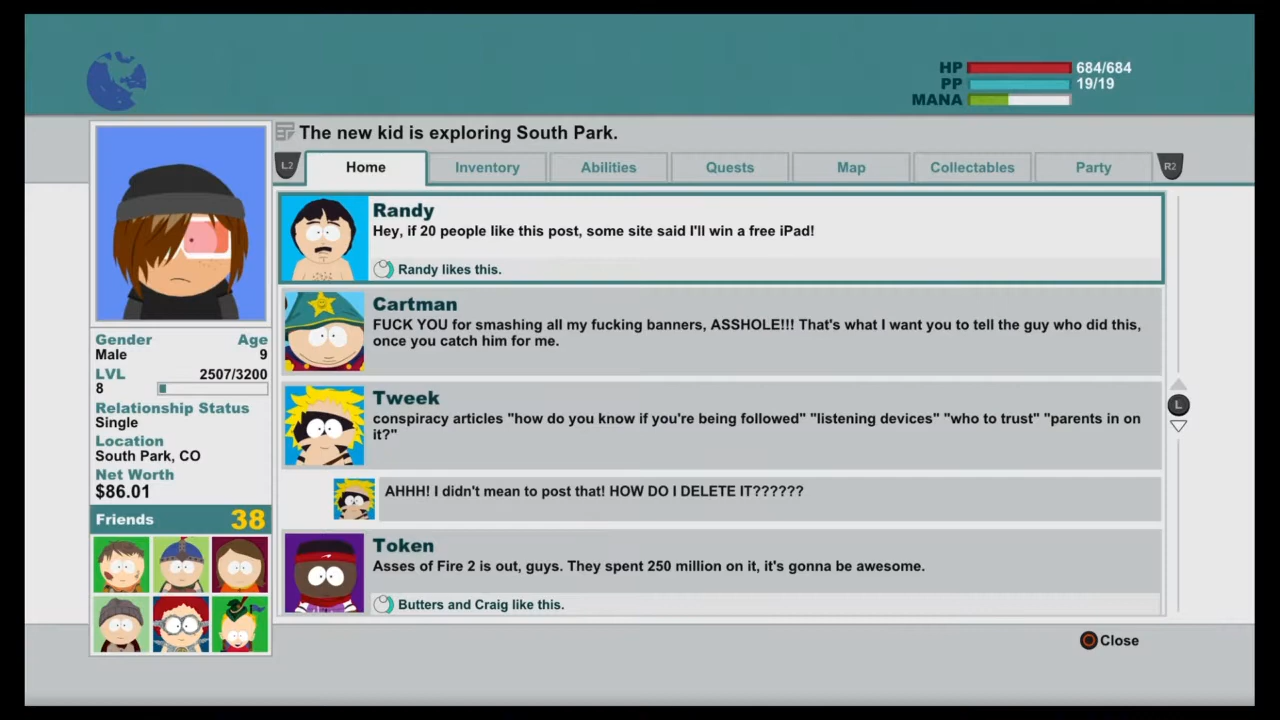 HP 684/684
PP 19/19
MANA
The new kid is exploring South Park.
L2 Home Inventory Abilities Quests Map Collectables Party R2
Randy
Hey, if 20 people like this post, some site said I'll win a free iPad!
Randy likes this.
Cartman
FUCK YOU for smashing all my fucking banners, ASSHOLE!!! That's what I want you to tell the guy who did this,
once you catch him for me.
Tweek
conspiracy articles "how do you know if you're being followed" "listening devices" "who to trust" "parents in on
it?"
AHHH! I didn't mean to post that! HOW DO I DELETE IT??????
Token
Asses of Fire 2 is out, guys. They spent 250 million on it, it's gonna be awesome.
Butters and Craig like this.
Gender Age
Male 9
LVL 2507/3200
8
Relationship Status
Single
Location
South Park, CO
Net Worth
$86.01
Friends 38
L
Close